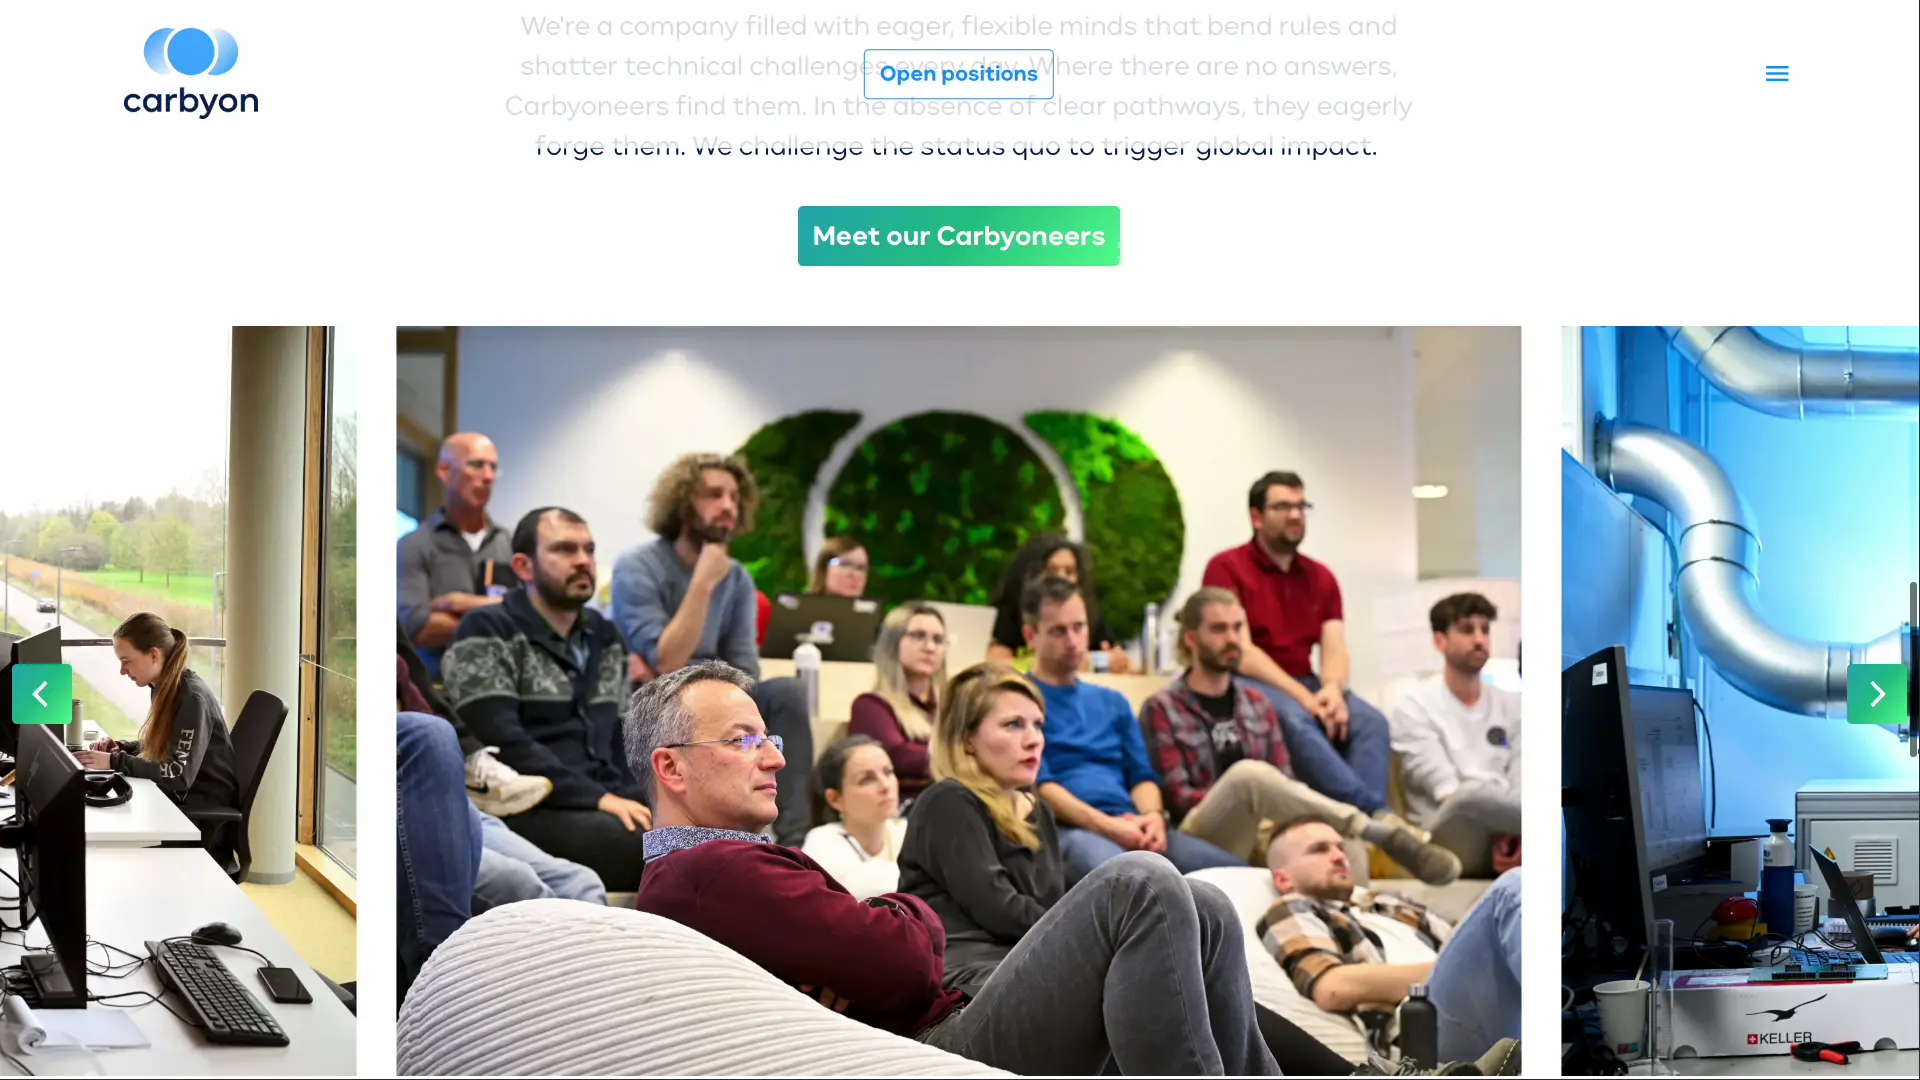 We're a company filled with eager, flexible minds that bend rules and
shatter technical challenges every day. Where there are no answers,
Open positions
Carbyoneers find them. In the absence of clear pathways, they eagerly
forge them. We challenge the status quo to trigger global impact.
carbyon
Meet our Carbyoneers
KELLER